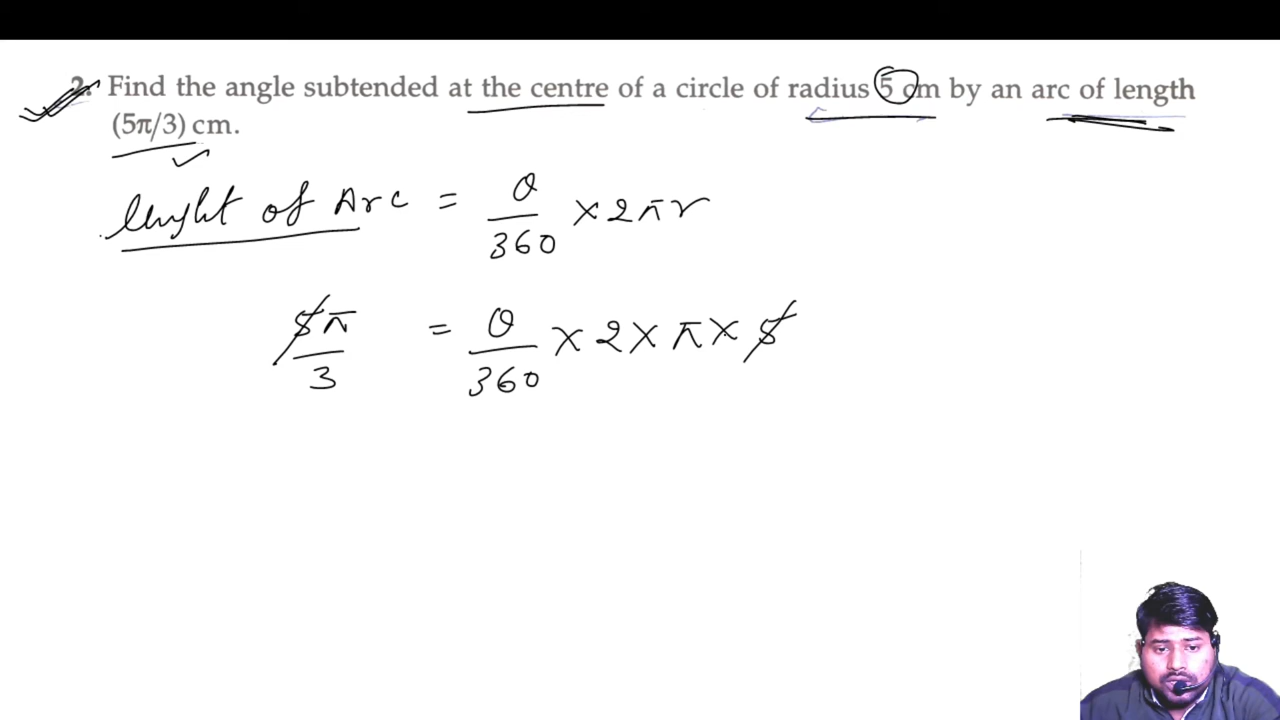 2. Find the angle subtended at the centre of a circle of radius 5 cm by an arc of length
(5π/3) cm.
lenght of Arc = θ/360 × 2πr
5π/3 = θ/360 × 2 × π × 5